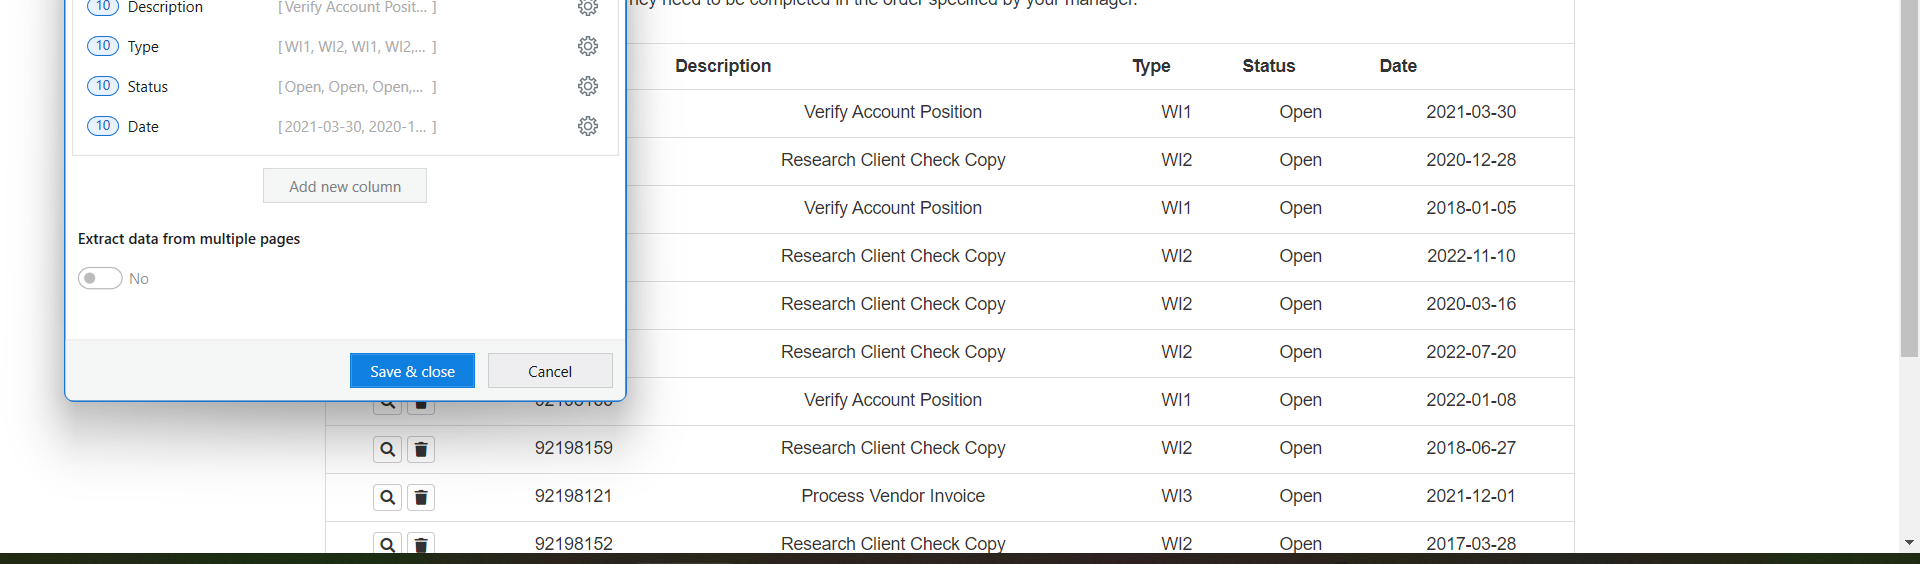 10 Description [Verify Account Posit... ]
10 Type [WI1, WI2, WI1, WI2,... ]
10 Status [Open, Open, Open,... ]
10 Date [2021-03-30, 2020-1... ]
Add new column
Extract data from multiple pages
No
Save & close Cancel
need to be completed in the order specified by your manager.
Description Type Status Date
Verify Account Position WI1 Open 2021-03-30
Research Client Check Copy WI2 Open 2020-12-28
Verify Account Position WI1 Open 2018-01-05
Research Client Check Copy WI2 Open 2022-11-10
Research Client Check Copy WI2 Open 2020-03-16
Research Client Check Copy WI2 Open 2022-07-20
Verify Account Position WI1 Open 2022-01-08
92198159 Research Client Check Copy WI2 Open 2018-06-27
92198121 Process Vendor Invoice WI3 Open 2021-12-01
92198152 Research Client Check Copy WI2 Open 2017-03-28